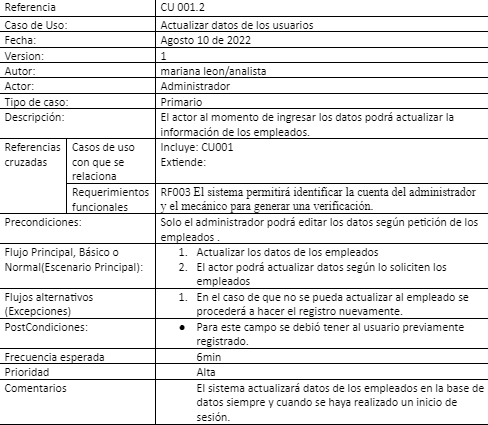 Referencia CU 001.2
Caso de Uso: Actualizar datos de los usuarios
Fecha: Agosto 10 de 2022
Version: 1
Autor: mariana leon/analista
Actor: Administrador
Tipo de caso: Primario
Descripción: El actor al momento de ingresar los datos podrá actualizar la
información de los empleados.
Referencias
cruzadas
Casos de uso
con que se
relaciona
Incluye: CU001
Extiende:
Requerimientos
funcionales
RF003 El sistema permitirá identificar la cuenta del administrador
y el mecánico para generar una verificación.
Precondiciones: Solo el administrador podrá editar los datos según petición de los
empleados .
Flujo Principal, Básico o
Normal(Escenario Principal):
1. Actualizar los datos de los empleados
2. El actor podrá actualizar datos según lo soliciten los
empleados
Flujos alternativos
(Excepciones)
1. En el caso de que no se pueda actualizar al empleado se
procederá a hacer el registro nuevamente.
PostCondiciones: ● Para este campo se debió tener al usuario previamente
registrado.
Frecuencia esperada 6min
Prioridad Alta
Comentarios El sistema actualizará datos de los empleados en la base de
datos siempre y cuando se haya realizado un inicio de
sesión.